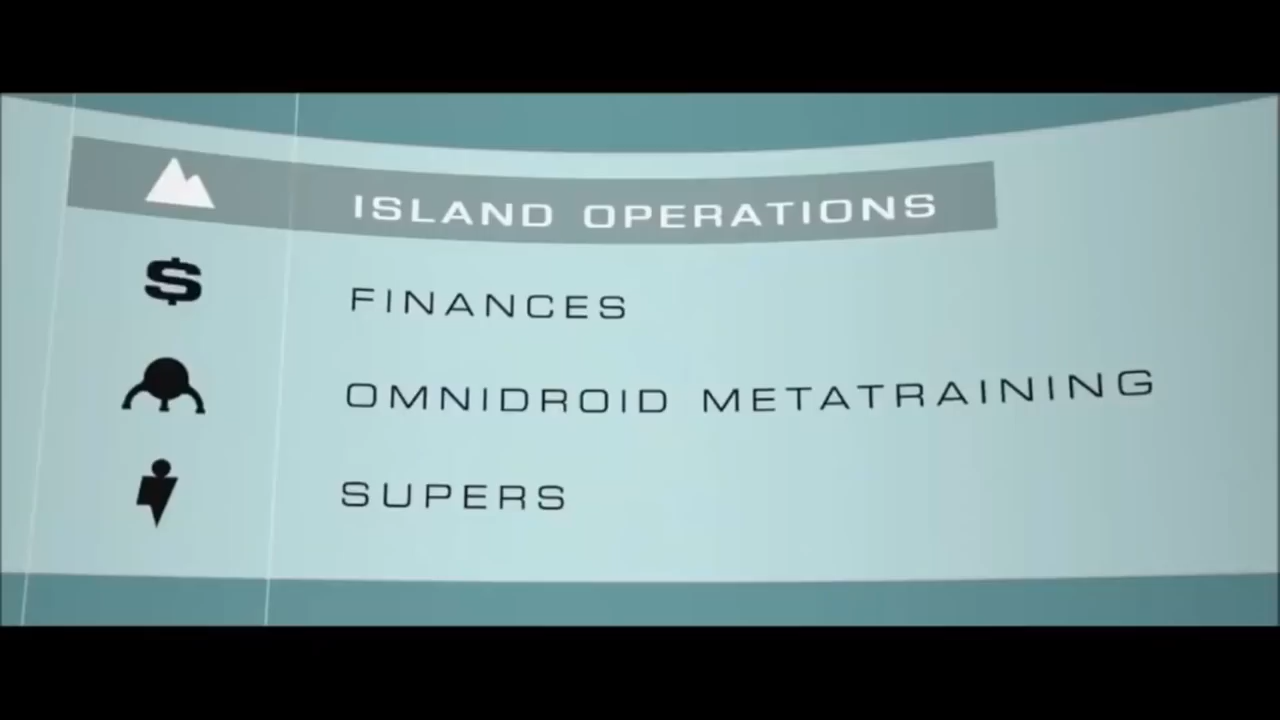 ISLAND OPERATIONS
$ FINANCES
OMNIDROID METATRAINING
SUPERS